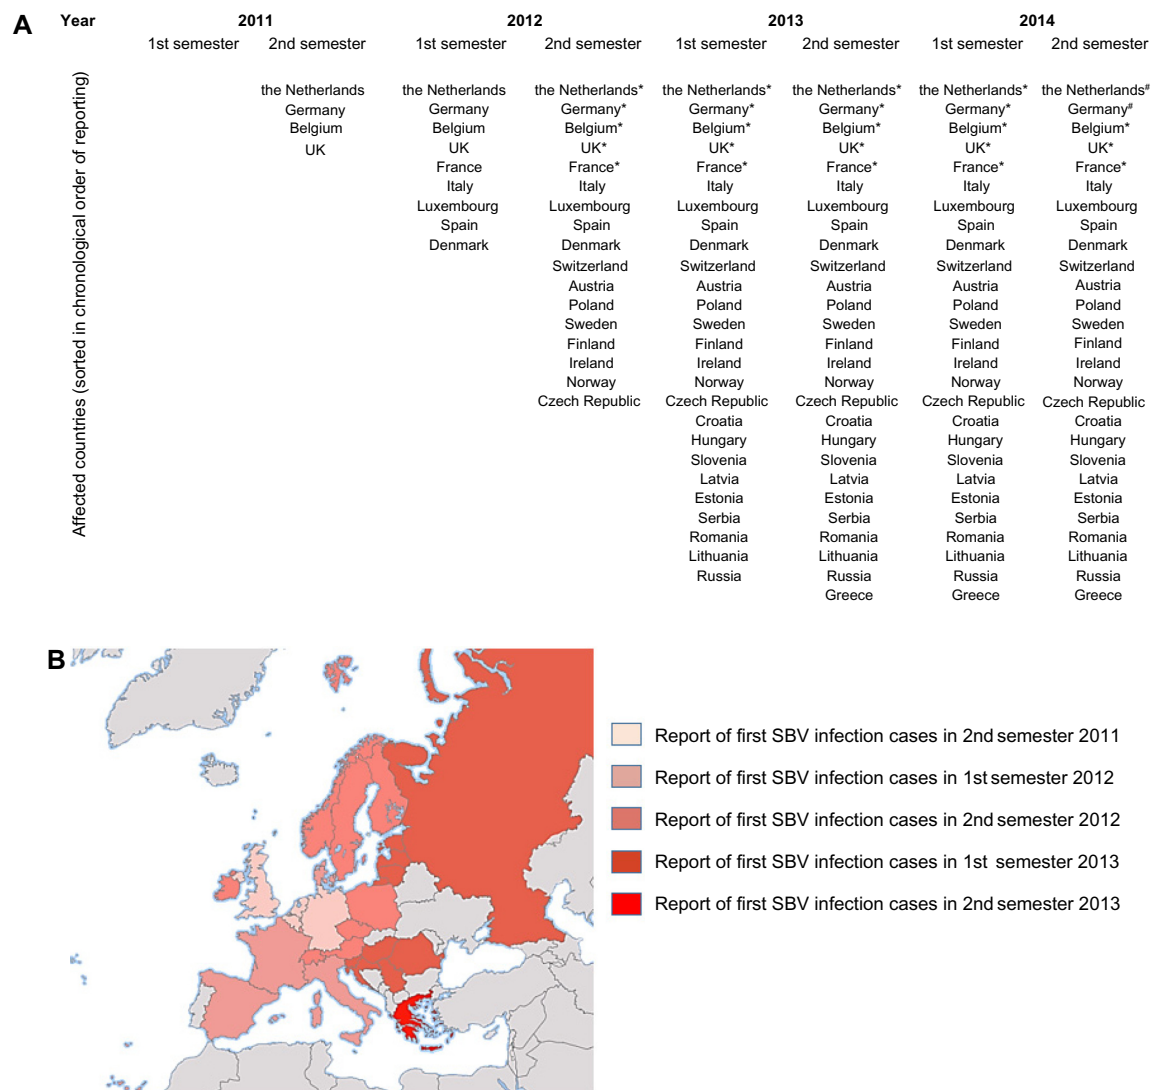 A
Year 2011 2012 2013 2014
1st semester 2nd semester 1st semester 2nd semester 1st semester 2nd semester 1st semester 2nd semester
Affected countries (sorted in chronological order of reporting)
the Netherlands the Netherlands the Netherlands* the Netherlands* the Netherlands* the Netherlands* the Netherlands#
Germany Germany Germany* Germany* Germany* Germany* Germany#
Belgium Belgium Belgium* Belgium* Belgium* Belgium* Belgium*
UK UK UK* UK* UK* UK* UK*
France France* France* France* France* France*
Italy Italy Italy Italy Italy Italy
Luxembourg Luxembourg Luxembourg Luxembourg Luxembourg Luxembourg
Spain Spain Spain Spain Spain Spain
Denmark Denmark Denmark Denmark Denmark Denmark
Switzerland Switzerland Switzerland Switzerland Switzerland
Austria Austria Austria Austria Austria
Poland Poland Poland Poland Poland
Sweden Sweden Sweden Sweden Sweden
Finland Finland Finland Finland Finland
Ireland Ireland Ireland Ireland Ireland
Norway Norway Norway Norway Norway
Czech Republic Czech Republic Czech Republic Czech Republic Czech Republic
Croatia Croatia Croatia Croatia
Hungary Hungary Hungary Hungary
Slovenia Slovenia Slovenia Slovenia
Latvia Latvia Latvia Latvia
Estonia Estonia Estonia Estonia
Serbia Serbia Serbia Serbia
Romania Romania Romania Romania
Lithuania Lithuania Lithuania Lithuania
Russia Russia Russia Russia
Greece Greece Greece
B
Report of first SBV infection cases in 2nd semester 2011
Report of first SBV infection cases in 1st semester 2012
Report of first SBV infection cases in 2nd semester 2012
Report of first SBV infection cases in 1st semester 2013
Report of first SBV infection cases in 2nd semester 2013